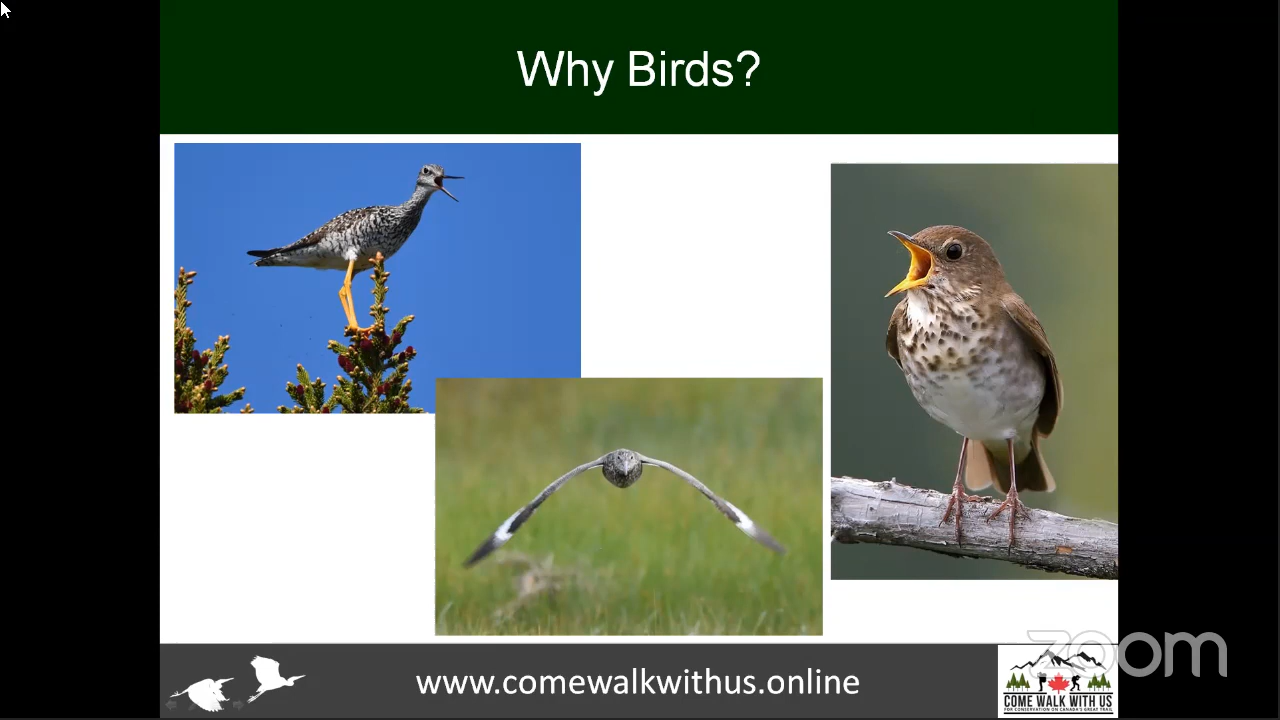 Why Birds?
www.comewalkwithus.online
zoom
COME WALK WITH US
FOR CONSERVATION ON CANADA'S GREAT TRAIL